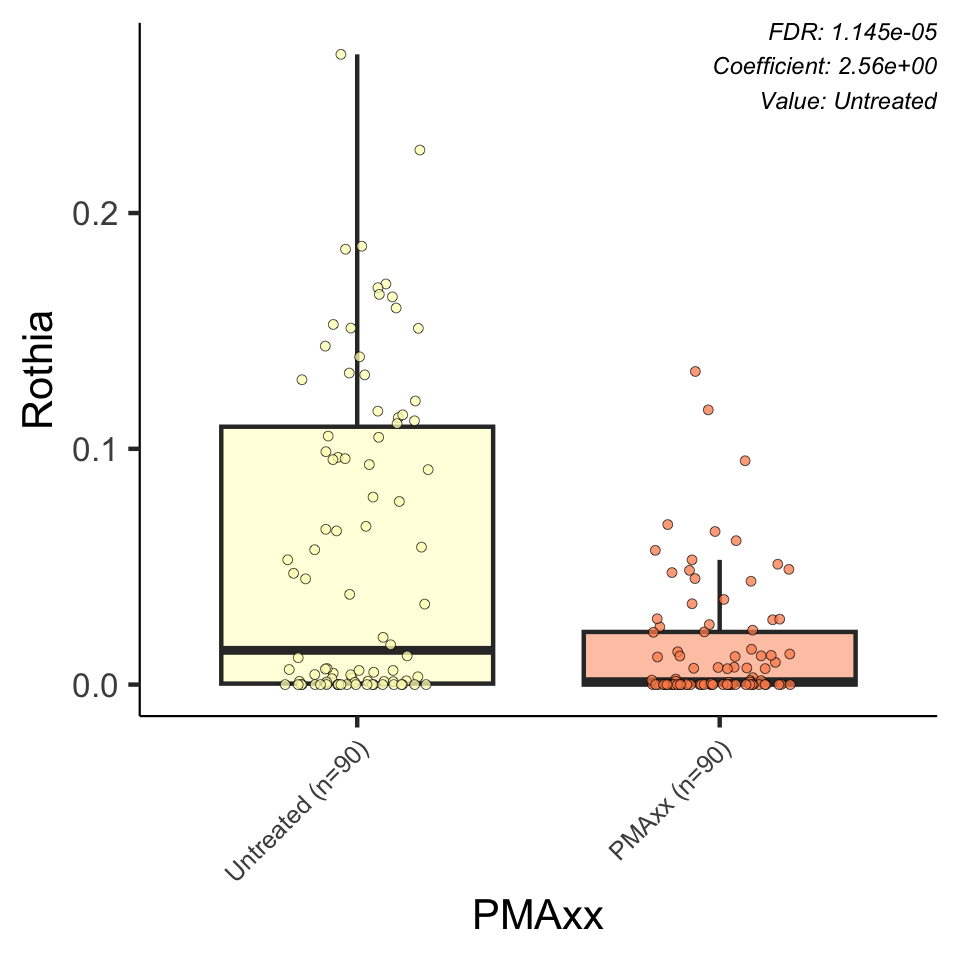 FDR: 1.145e-05
Coefficient: 2.56e+00
Value: Untreated
Rothia
0.2
0.1
0.0
Untreated (n=90)
PMAxx (n=90)
PMAxx